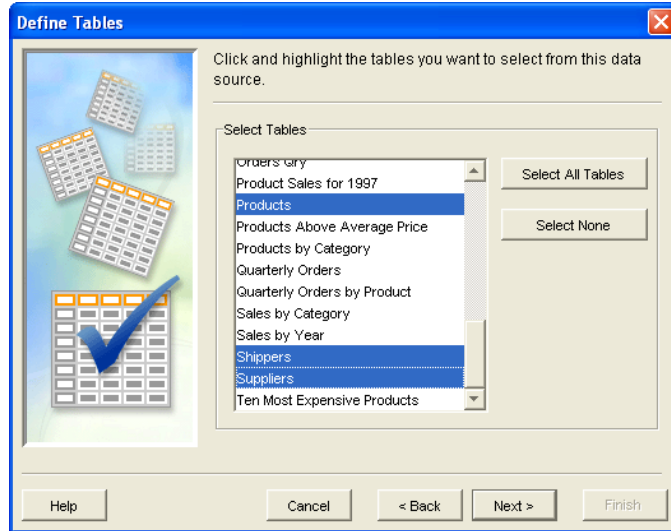 Define Tables
Click and highlight the tables you want to select from this data
source.
Select Tables
Orders Qry
Product Sales for 1997
Products
Products Above Average Price
Products by Category
Quarterly Orders
Quarterly Orders by Product
Sales by Category
Sales by Year
Shippers
Suppliers
Ten Most Expensive Products
Select All Tables
Select None
Help
Cancel
< Back
Next >
Finish